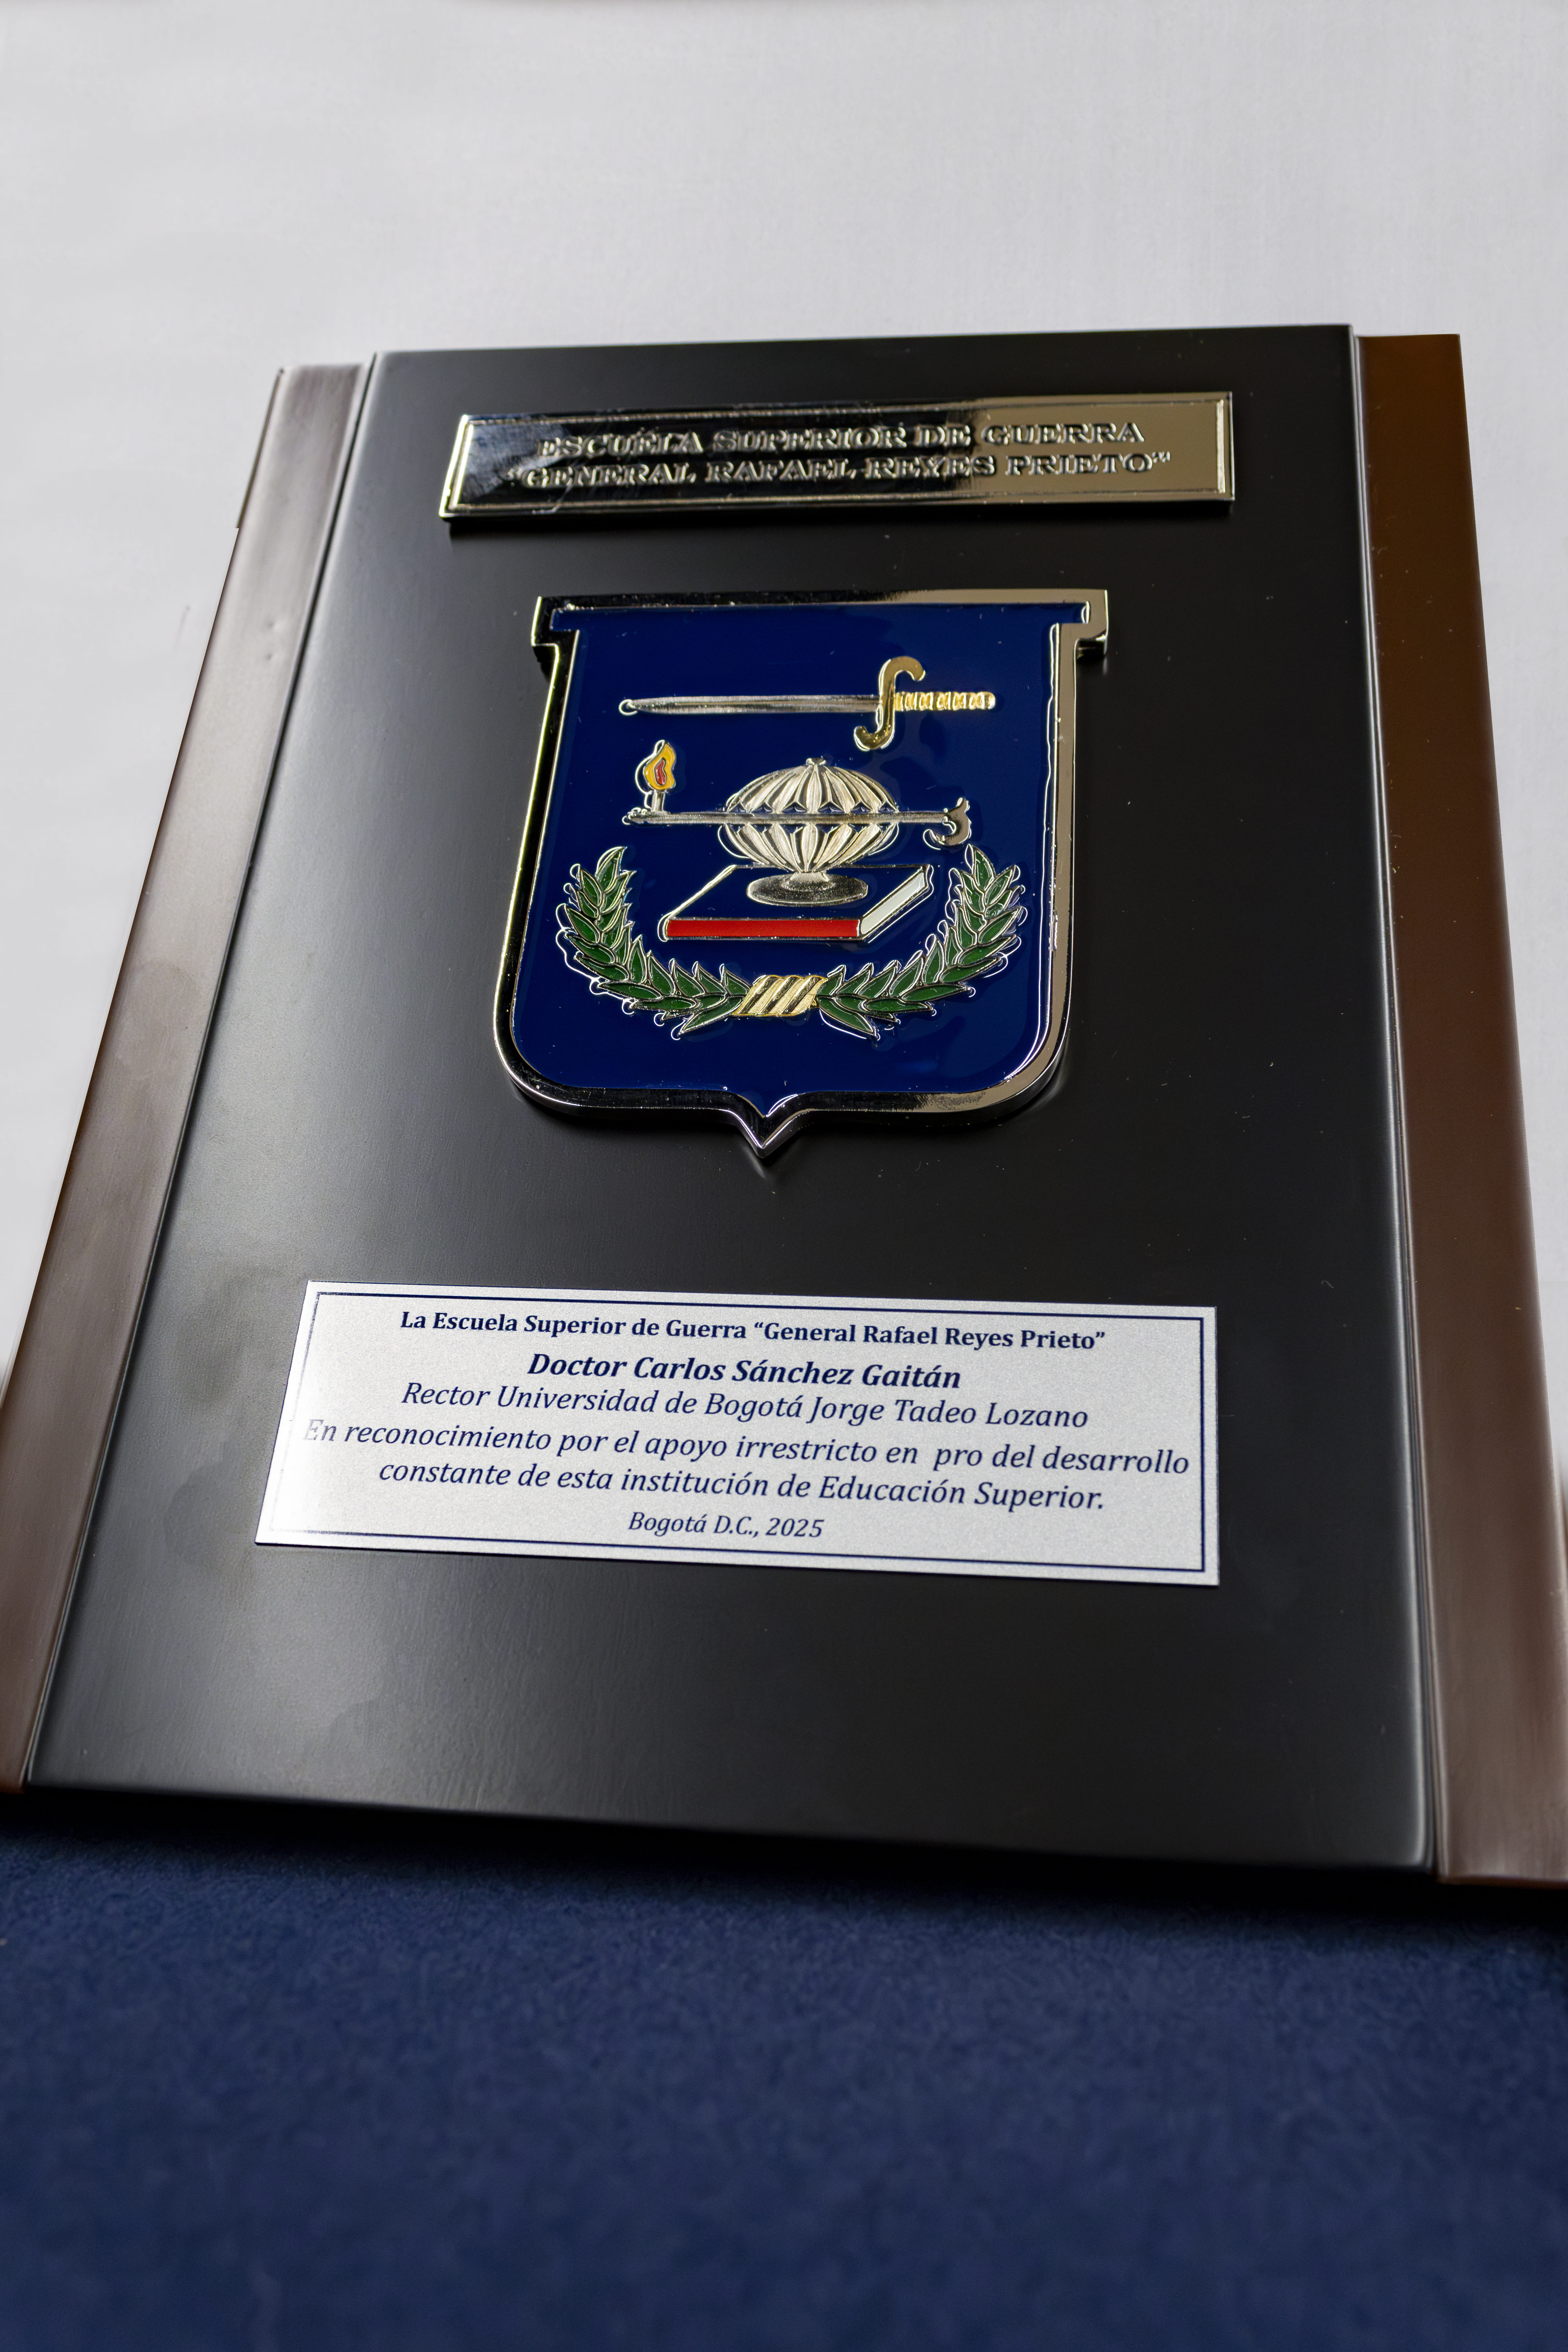 ESCUELA SUPERIOR DE GUERRA
"GENERAL RAFAEL REYES PRIETO"
La Escuela Superior de Guerra “General Rafael Reyes Prieto”
Doctor Carlos Sánchez Gaitán
Rector Universidad de Bogotá Jorge Tadeo Lozano
En reconocimiento por el apoyo irrestricto en  pro del desarrollo
constante de esta institución de Educación Superior.
Bogotá D.C., 2025